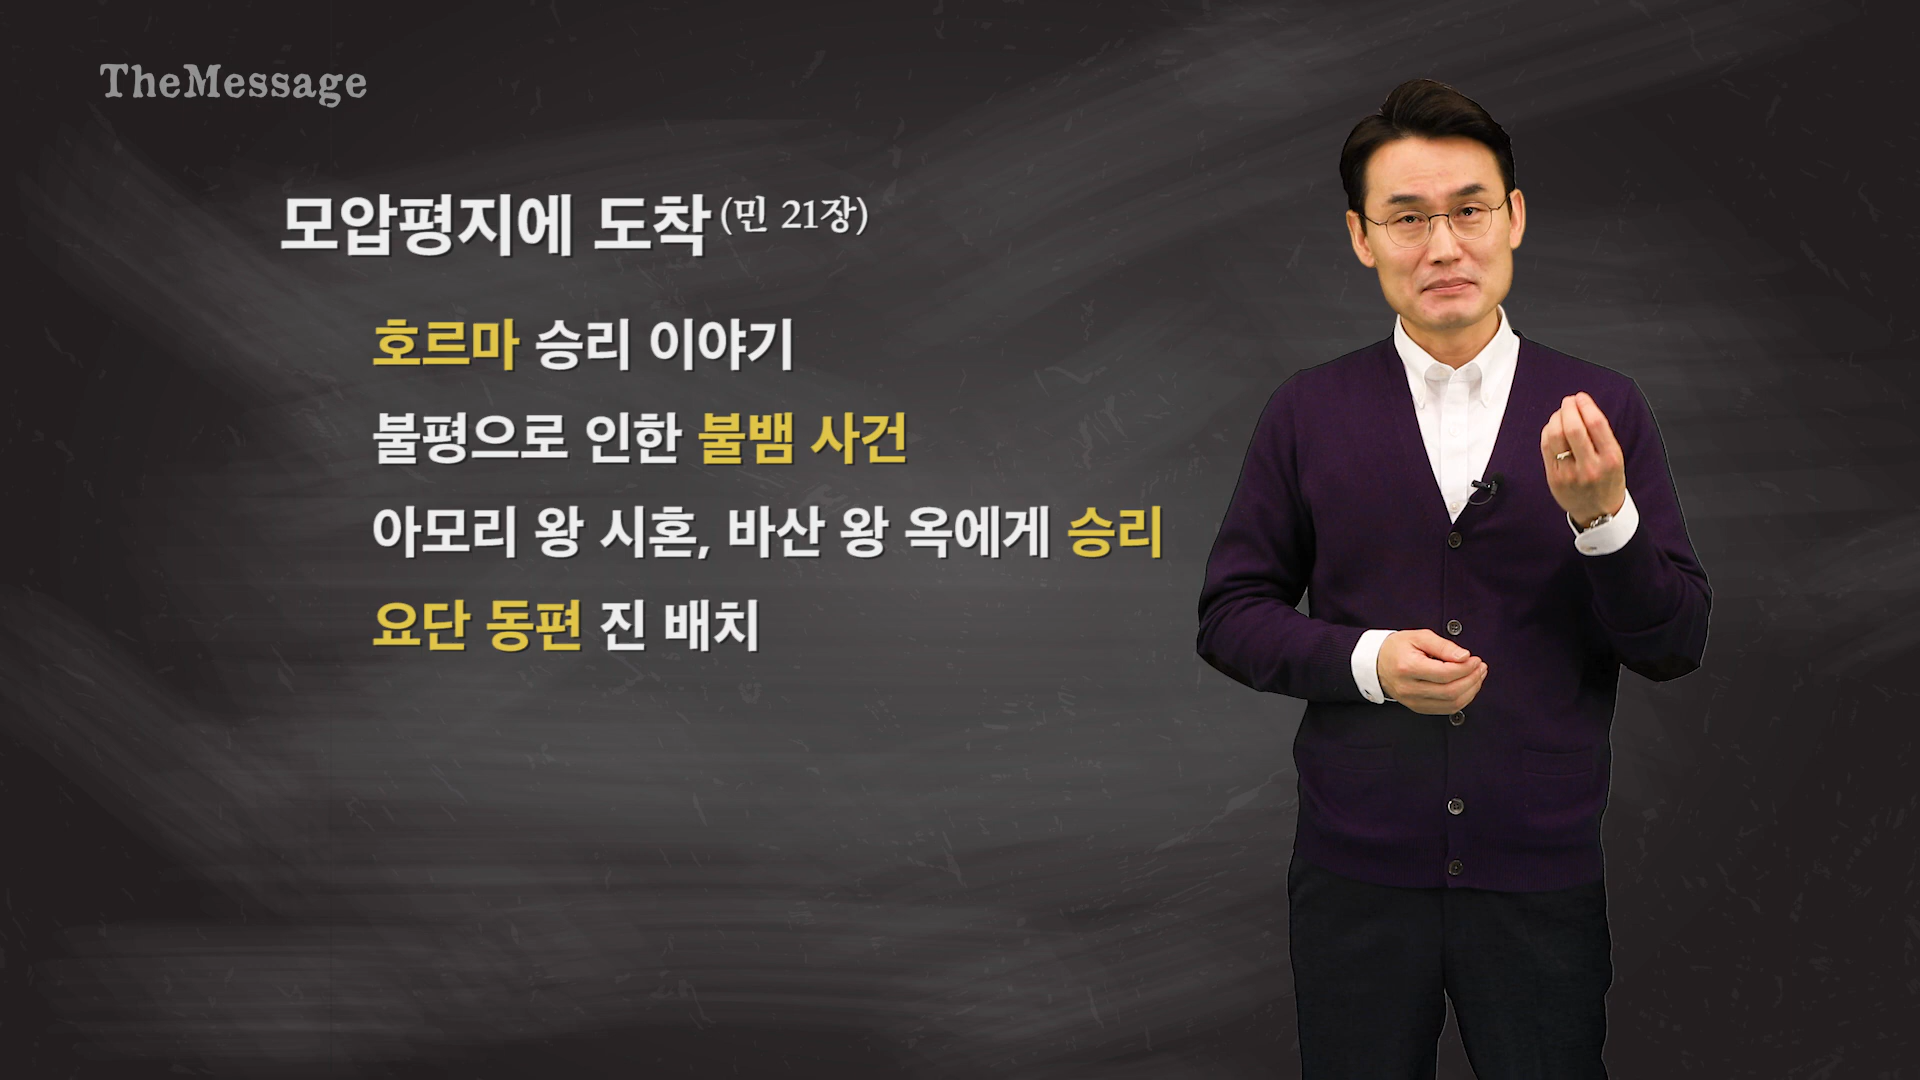 TheMessage
모압평지에 도착 (민 21장)
호르마 승리 이야기
불평으로 인한 불뱀 사건
아모리 왕 시혼, 바산 왕 옥에게 승리
요단 동편 진 배치